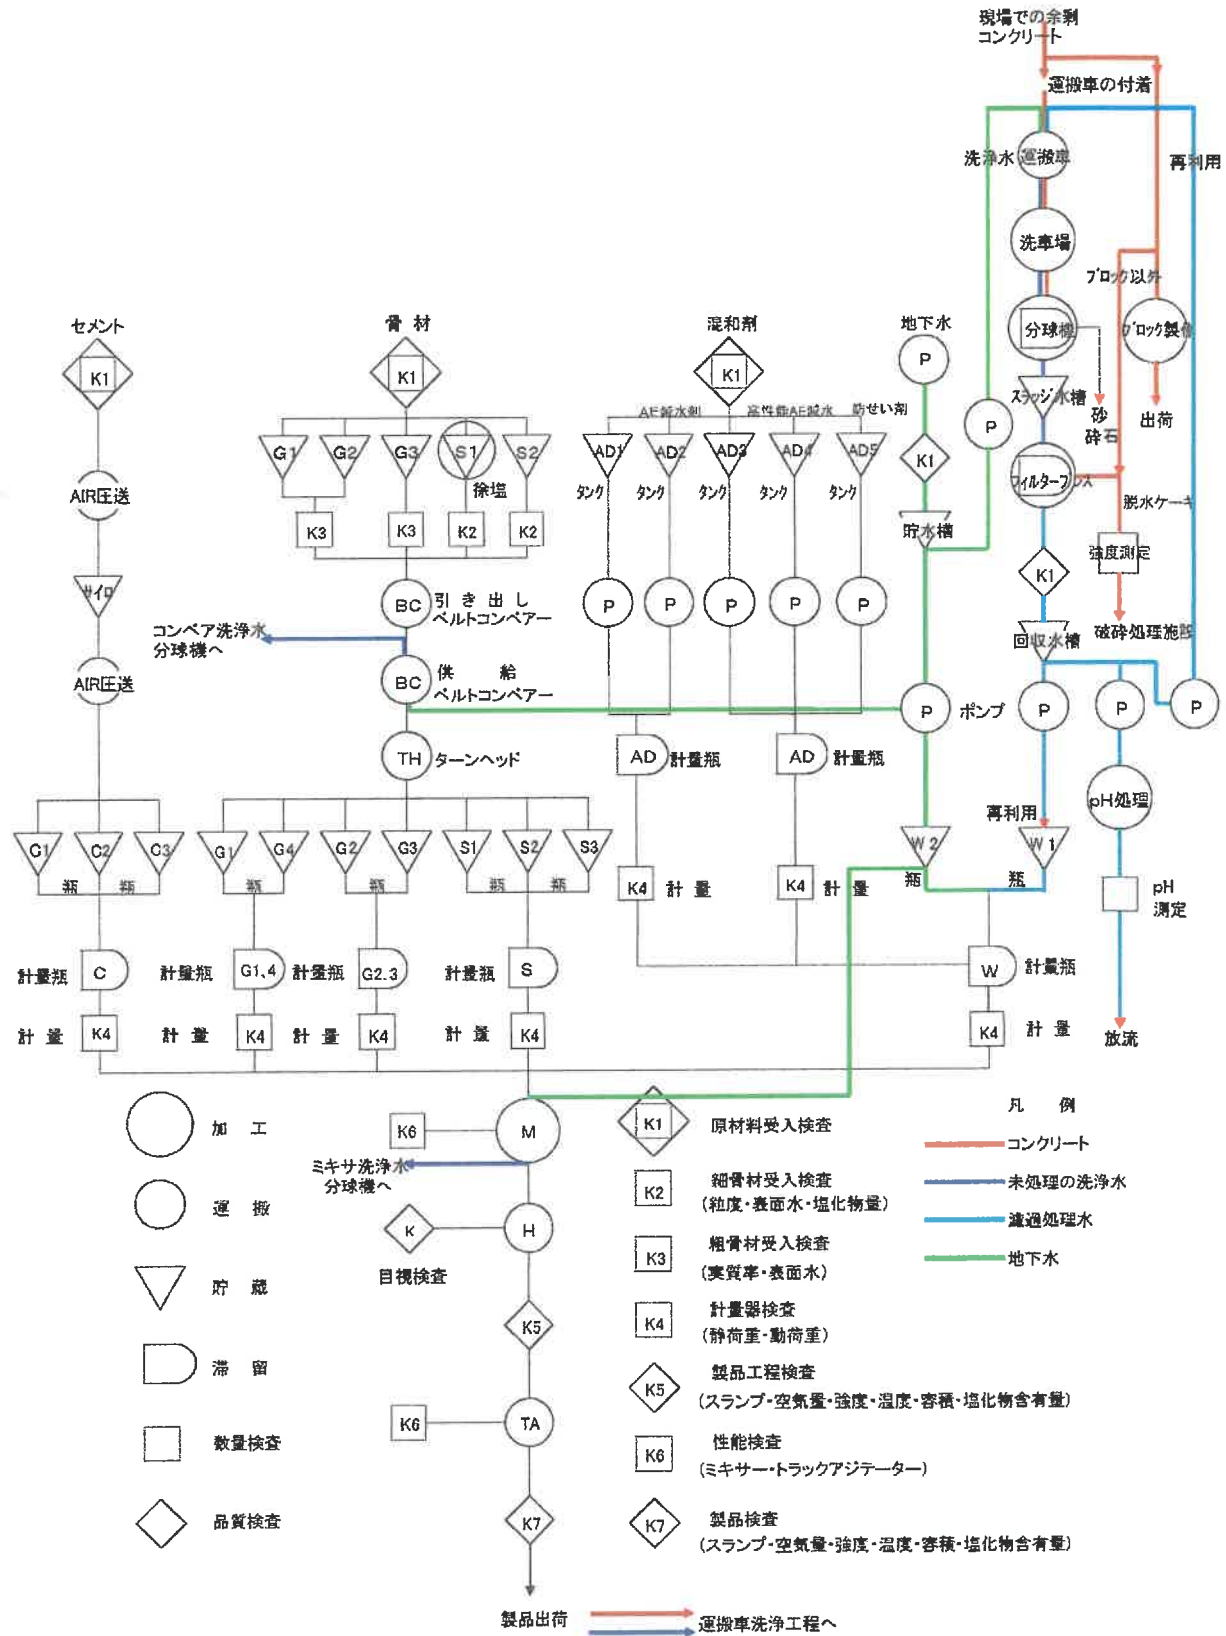 現場での余剰
コンクリート
運搬車の付着
洗浄水
運搬車
再利用
洗車場
ブロック以外
セメント
骨 材
混和剤
地下水
分球機
ブロック製作
K1
K1
K1
P
スラッジ水槽
砂
砕石
出荷
AE減水剤
高性能AE減水
防せい剤
P
G1
G2
G3
S1
S2
AD1
AD2
AD3
AD4
AD5
K1
フィルタープレス
AIR圧送
徐塩
タンク
タンク
タンク
タンク
タンク
脱水ケーキ
K3
K3
K2
K2
貯水槽
強度測定
K1
サイロ
BC
引き出し
ベルトコンベアー
P
P
P
P
P
コンベア洗浄水
分球機へ
破砕処理施設
回収水槽
AIR圧送
BC
供 給
ベルトコンベアー
P
ポンプ
P
P
P
TH
ターンヘッド
AD
計量瓶
AD
計量瓶
pH処理
再利用
C1
C2
C3
G1
G4
G2
G3
S1
S2
S3
W2
W1
瓶
瓶
瓶
瓶
瓶
瓶
K4
計 量
K4
計 量
瓶
瓶
pH
測定
計量瓶
C
計量瓶
G1、4
計量瓶
G2.3
計量瓶
S
W
計量瓶
計 量
K4
計 量
K4
計 量
K4
計 量
K4
K4
計 量
放流
加 工
K6
M
K1
原材料受入検査
凡 例
コンクリート
ミキサ洗浄水
分球機へ
K2
細骨材受入検査
(粒度・表面水・塩化物量)
未処理の洗浄水
運 搬
K
H
濾過処理水
目視検査
K3
粗骨材受入検査
(実質率・表面水)
地下水
貯 蔵
K5
K4
計量器検査
(静荷重・動荷重)
滞 留
K5
製品工程検査
(スランプ・空気量・強度・温度・容積・塩化物含有量)
K6
TA
数量検査
K6
性能検査
(ミキサー・トラックアジテーター)
品質検査
K7
K7
製品検査
(スランプ・空気量・強度・温度・容積・塩化物含有量)
製品出荷
運搬車洗浄工程へ